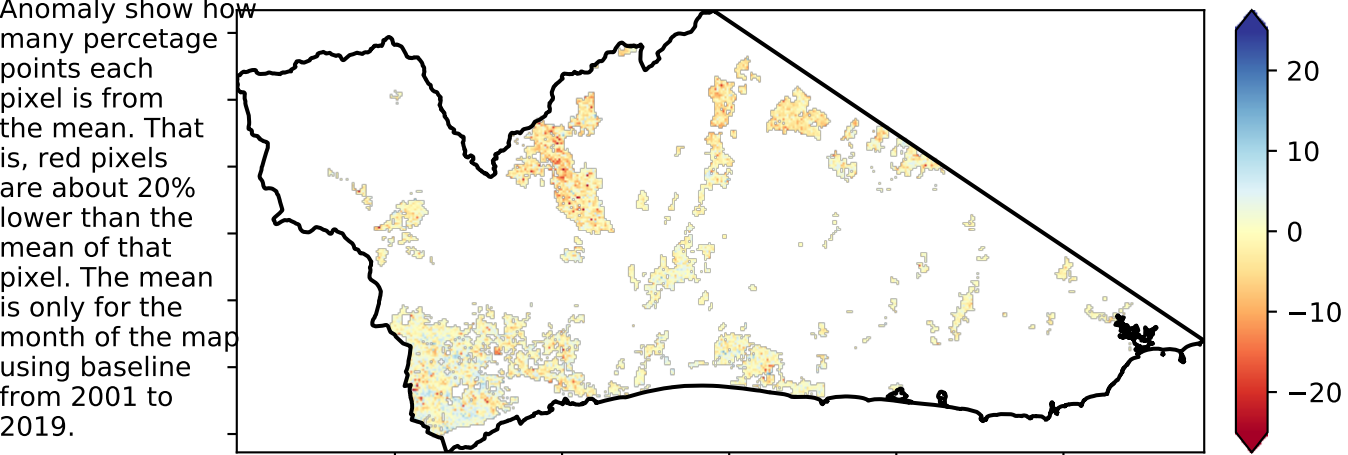 Anomaly show how
many percetage
points each
pixel is from
the mean. That
is, red pixels
are about 20%
lower than the
mean of that
pixel. The mean
is only for the
month of the map
using baseline
from 2001 to
2019.
20
10
0
−10
−20